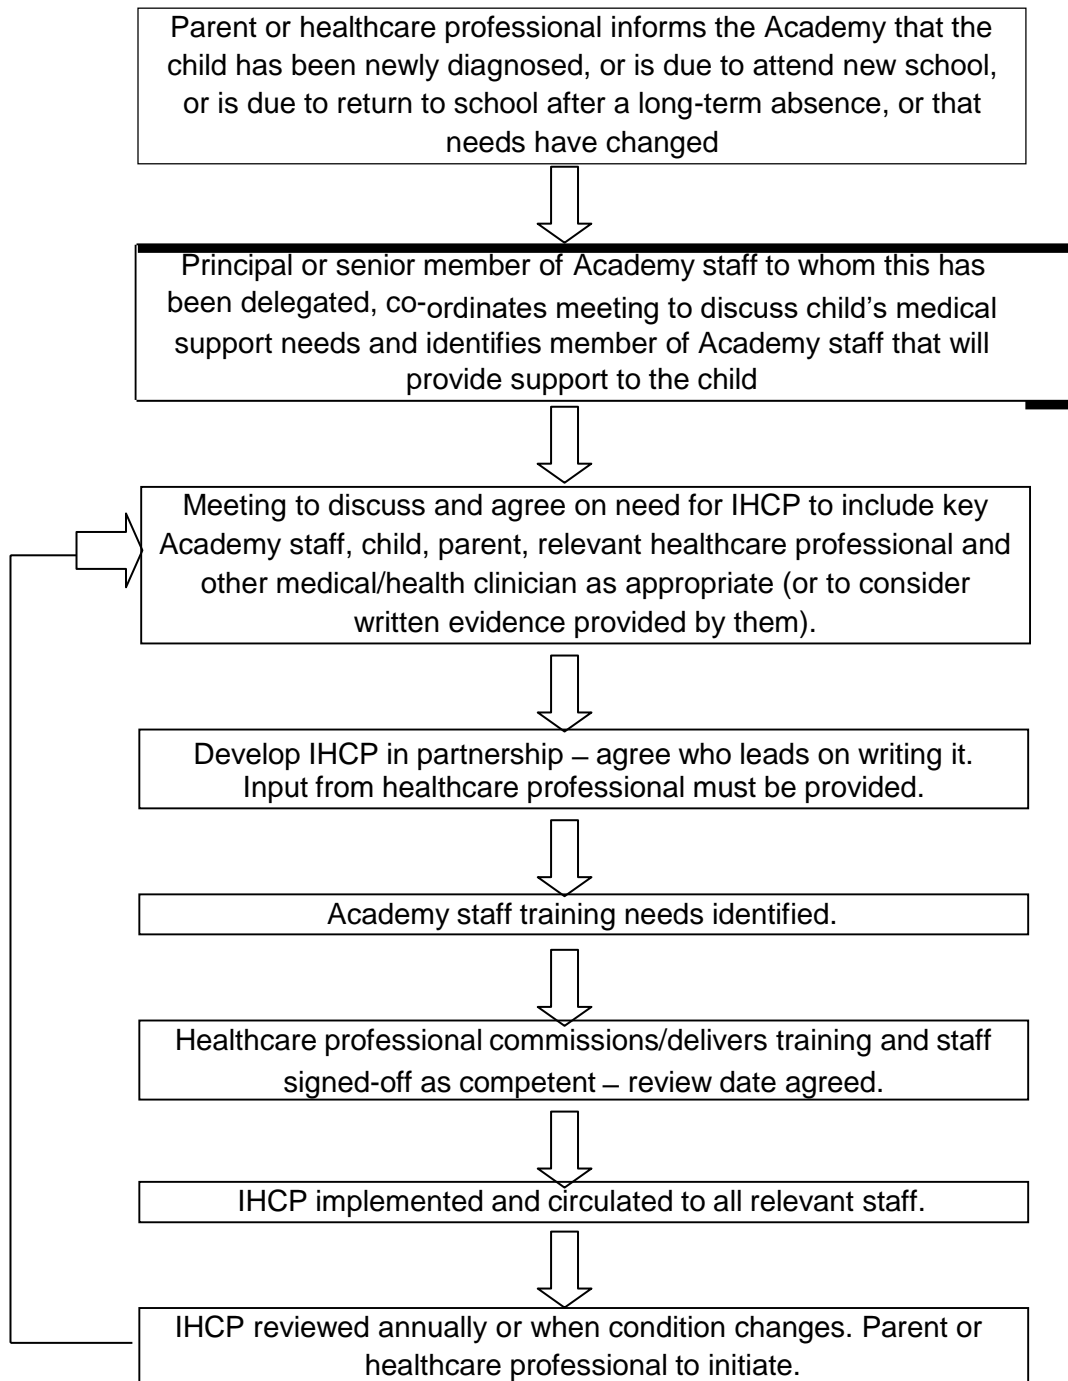 Parent or healthcare professional informs the Academy that the
child has been newly diagnosed, or is due to attend new school,
or is due to return to school after a long-term absence, or that
needs have changed
Principal or senior member of Academy staff to whom this has
been delegated, co-ordinates meeting to discuss child’s medical
support needs and identifies member of Academy staff that will
provide support to the child
Meeting to discuss and agree on need for IHCP to include key
Academy staff, child, parent, relevant healthcare professional and
other medical/health clinician as appropriate (or to consider
written evidence provided by them).
Develop IHCP in partnership – agree who leads on writing it.
Input from healthcare professional must be provided.
Academy staff training needs identified.
Healthcare professional commissions/delivers training and staff
signed-off as competent – review date agreed.
IHCP implemented and circulated to all relevant staff.
IHCP reviewed annually or when condition changes. Parent or
healthcare professional to initiate.